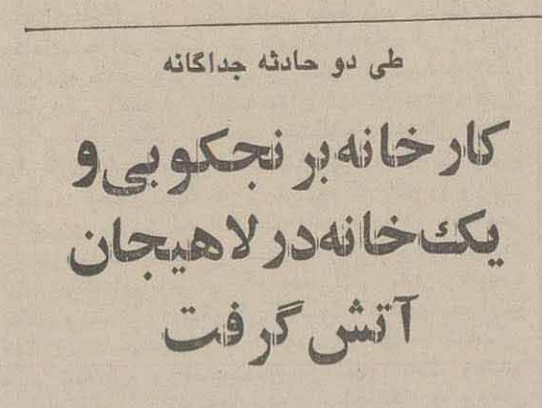 طی دو حادثه جداگانه
کارخانه برنجکوبی و
یک خانه در لاهیجان
آتش گرفت